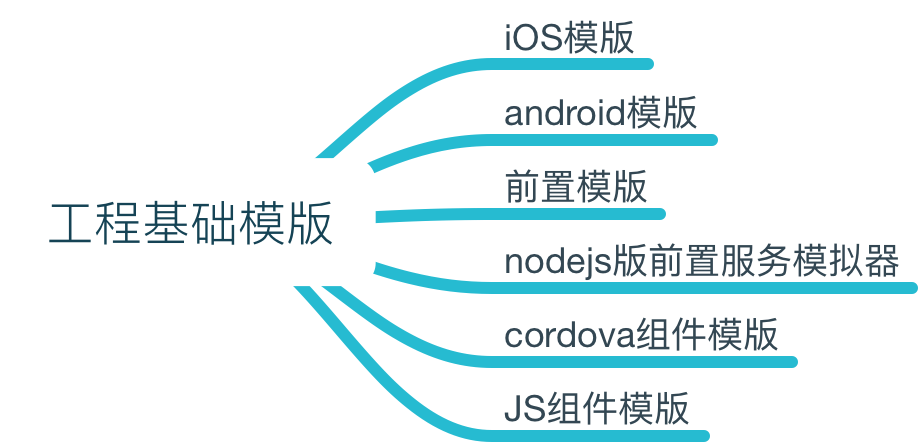 iOS模版
android模版
前置模版
工程基础模版
nodejs版前置服务模拟器
cordova组件模版
JS组件模版